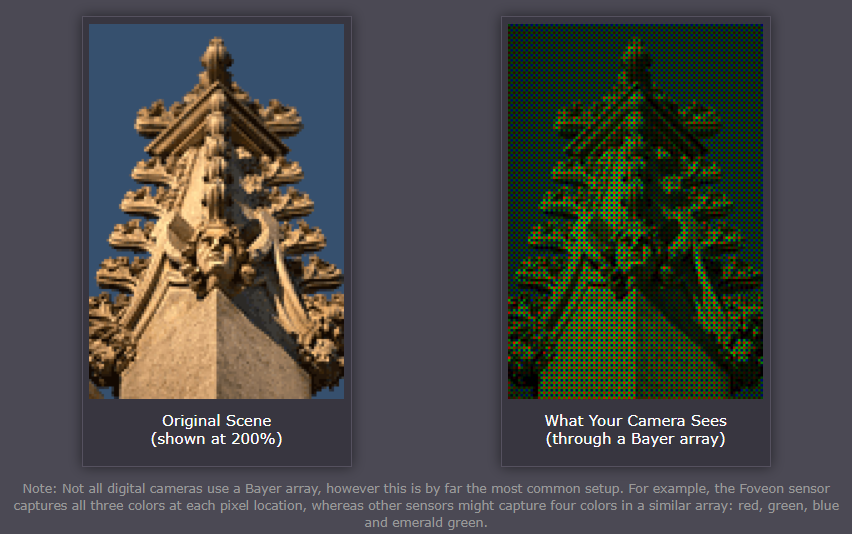 Original Scene
(shown at 200%)
What Your Camera Sees
(through a Bayer array)
Note: Not all digital cameras use a Bayer array, however this is by far the most common setup. For example, the Foveon sensor
captures all three colors at each pixel location, whereas other sensors might capture four colors in a similar array: red, green, blue
and emerald green.